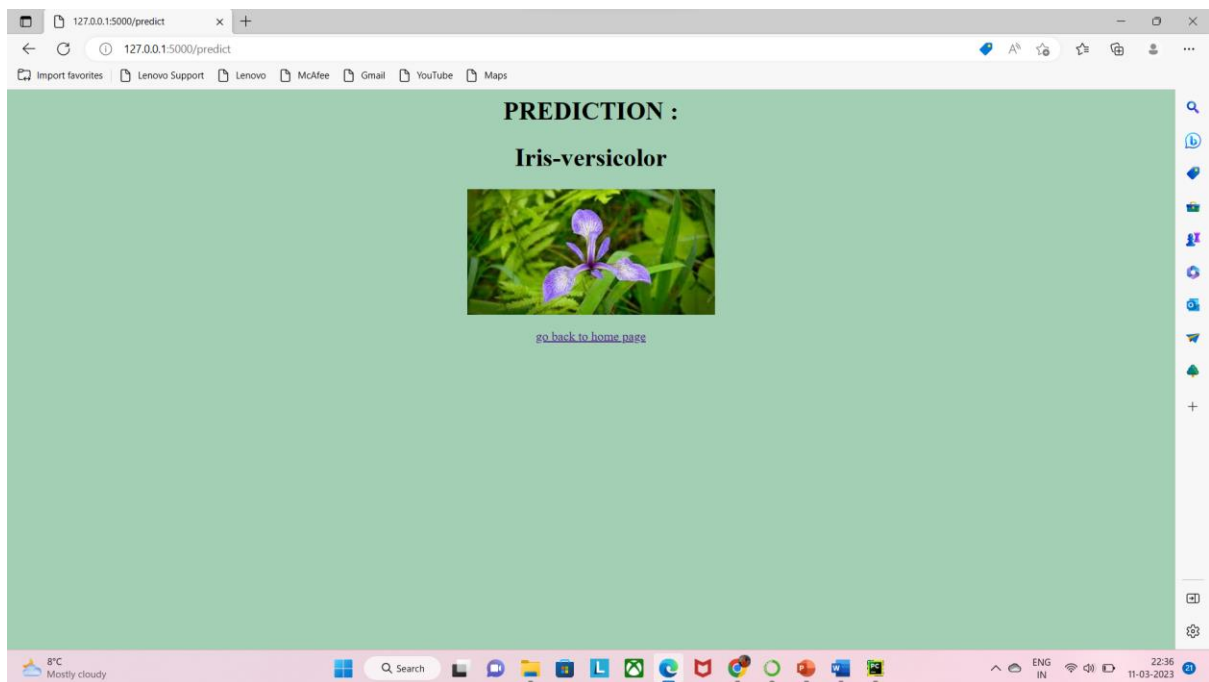 127.0.0.1:5000/predict
127.0.0.1:5000/predict
Import favorites Lenovo Support Lenovo McAfee Gmail YouTube Maps
PREDICTION :
Iris-versicolor
go back to home page
8°C
Mostly cloudy
Search
ENG
IN
22:36
11-03-2023
21